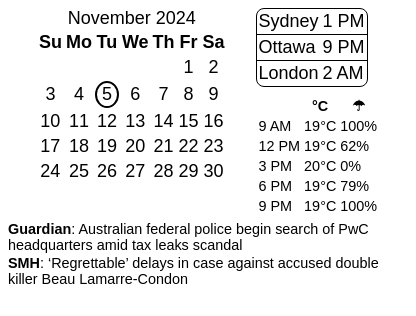 November 2024
Su Mo Tu We Th Fr Sa
1 2
3 4 5 6 7 8 9
10 11 12 13 14 15 16
17 18 19 20 21 22 23
24 25 26 27 28 29 30
Sydney 1 PM
Ottawa 9 PM
London 2 AM
°C ☂
9 AM 19°C 100%
12 PM 19°C 62%
3 PM 20°C 0%
6 PM 19°C 79%
9 PM 19°C 100%
Guardian: Australian federal police begin search of PwC
headquarters amid tax leaks scandal
SMH: ‘Regrettable’ delays in case against accused double
killer Beau Lamarre-Condon